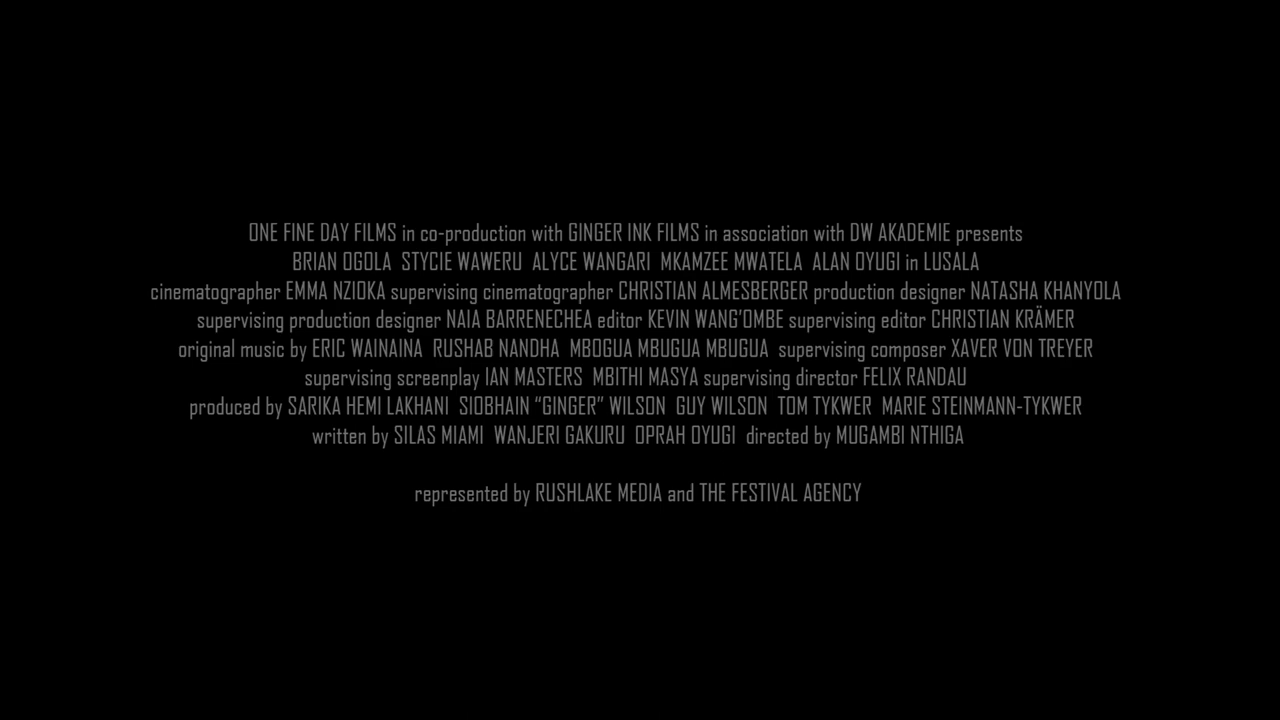 ONE FINE DAY FILMS in co-production with GINGER INK FILMS in association with DW AKADEMIE presents
BRIAN OGOLA STYCIE WAWERU ALYCE WANGARI MKAMZEE MWATELA ALAN OYUGI in LUSALA
cinematographer EMMA NZIOKA supervising cinematographer CHRISTIAN ALMESBERGER production designer NATASHA KHANYOLA
supervising production designer NAIA BARRENECHEA editor KEVIN WANG'OMBE supervising editor CHRISTIAN KRÄMER
original music by ERIC WAINAINA RUSHAB NANDHA MBOGUA MBUGUA MBUGUA supervising composer XAVER VON TREYER
supervising screenplay IAN MASTERS MBITHI MASYA supervising director FELIX RANDAU
produced by SARIKA HEMI LAKHANI SIOBHAIN “GINGER” WILSON GUY WILSON TOM TYKWER MARIE STEINMANN-TYKWER
written by SILAS MIAMI WANJERI GAKURU OPRAH OYUGI directed by MUGAMBI NTHIGA
represented by RUSHLAKE MEDIA and THE FESTIVAL AGENCY